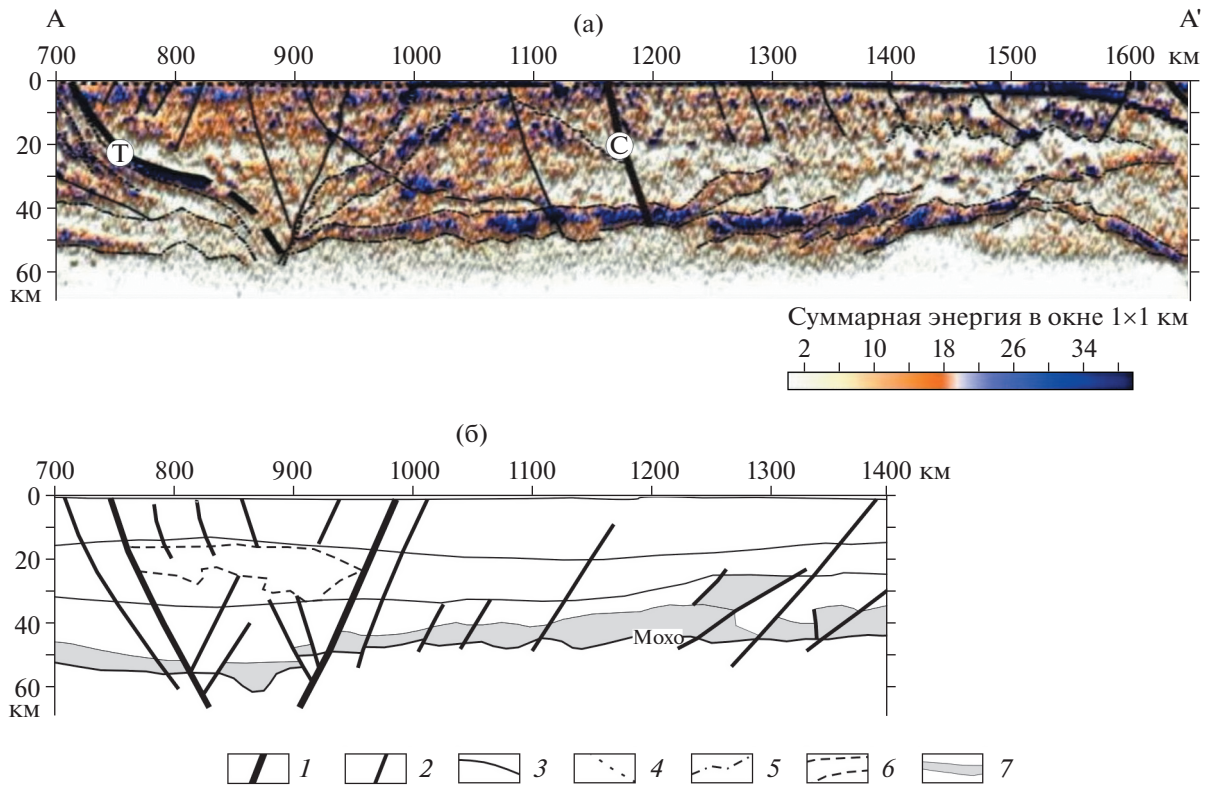 А (а) А'
700 800 900 1000 1100 1200 1300 1400 1500 1600 км
0
20
40
60
км
Т
С
Суммарная энергия в окне 1×1 км
2 10 18 26 34
(б)
700 800 900 1000 1100 1200 1300 1400 км
0
20
40
60
км
Мохо
1 2 3 4 5 6 7